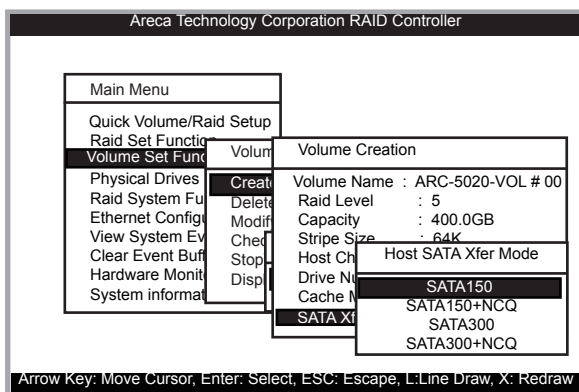 Areca Technology Corporation RAID Controller
Main Menu
Quick Volume/Raid Setup
Raid Set Function
Volume Set Func
Physical Drives
Raid System Fu
Ethernet Configu
View System Ev
Clear Event Buff
Hardware Monit
System informat
Volum
Creat
Delete
Modif
Chec
Stop
Disp
Volume Creation
Volume Name : ARC-5020-VOL # 00
Raid Level : 5
Capacity : 400.0GB
Stripe Size : 64K
Host Ch
Drive Nu
Cache M
SATA Xf
Host SATA Xfer Mode
SATA150
SATA150+NCQ
SATA300
SATA300+NCQ
Arrow Key: Move Cursor, Enter: Select, ESC: Escape, L:Line Draw, X: Redraw